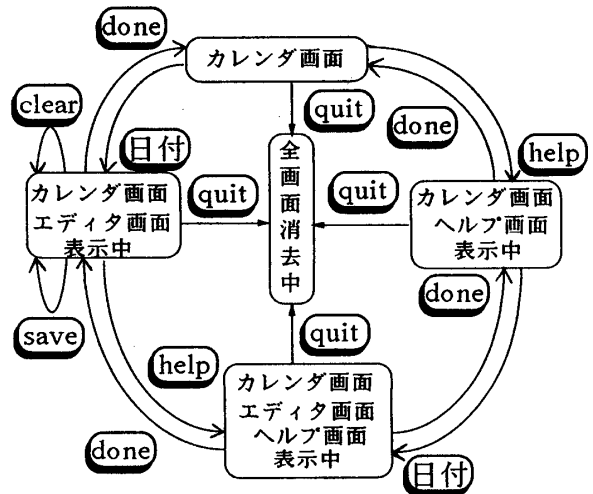 done
カレンダ画面
clear
quit
done
日付
help
カレンダ画面
エディタ画面
表示中
quit
全画面消去中
quit
カレンダ画面
ヘルプ画面
表示中
save
quit
done
help
カレンダ画面
エディタ画面
ヘルプ画面
表示中
done
日付